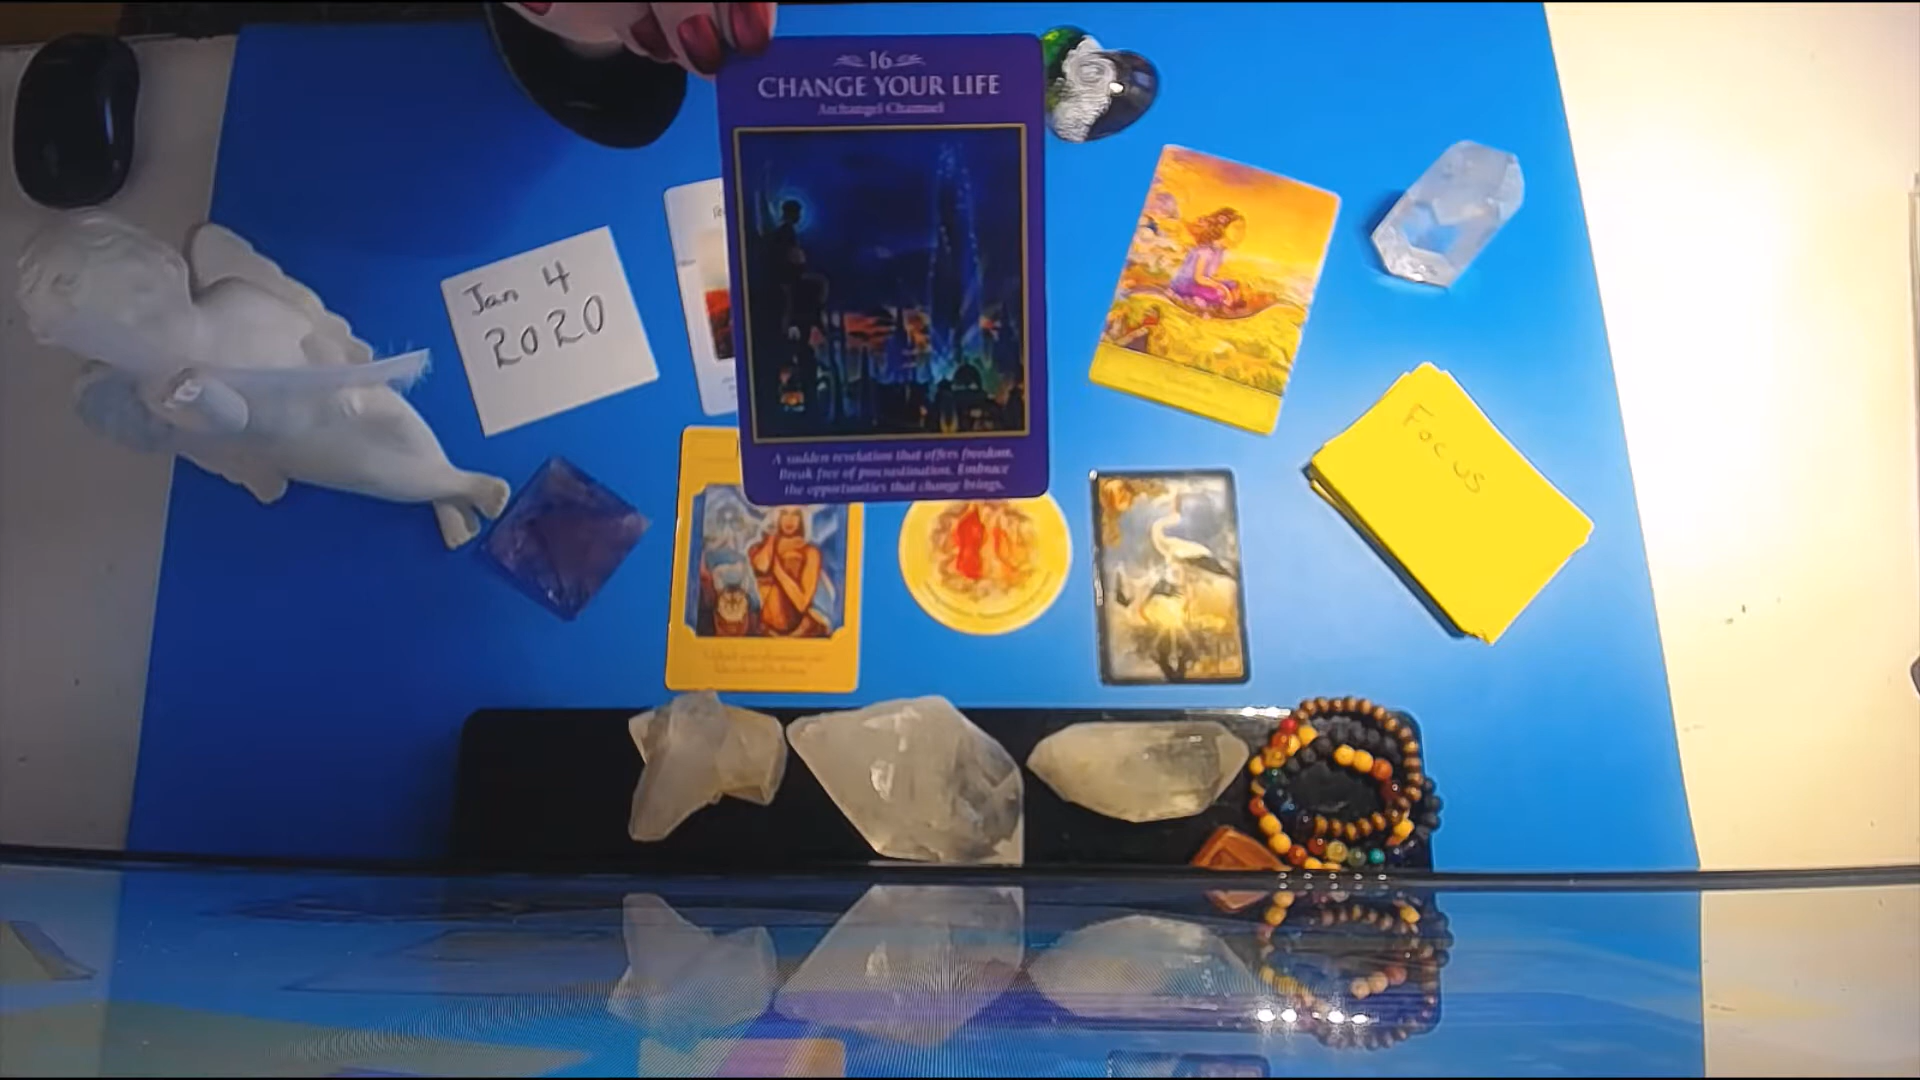 16
CHANGE YOUR LIFE
Archangel Chamuel
A sudden revelation that offers freedom.
Break free of procrastination. Embrace
the opportunities that change brings.
Jan 4
2020
Focus